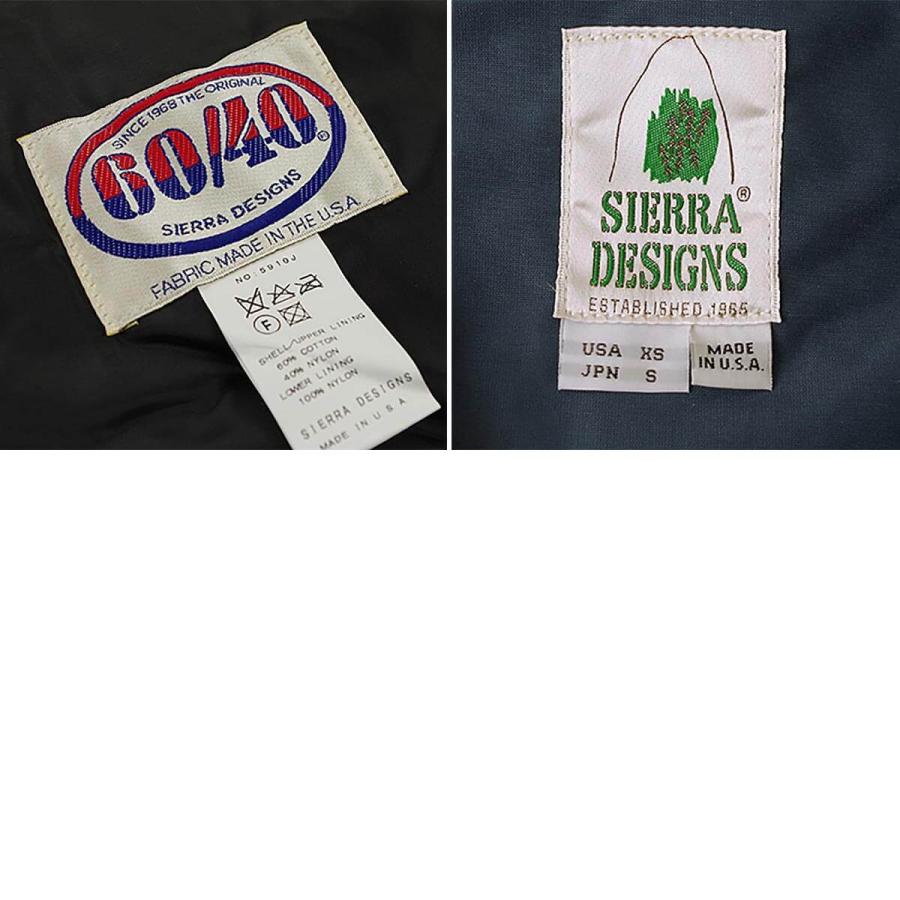 SINCE 1968 THE ORIGINAL
60/40®
SIERRA DESIGNS
FABRIC MADE IN THE U.S.A.
NO:5910J
F
SHELL/UPPER LINING
60% COTTON
40% NYLON
LOWER LINING
100% NYLON
SIERRA DESIGNS
MADE IN USA
SIERRA®
DESIGNS
ESTABLISHED 1965
USA XS
JPN S
MADE
IN U.S.A.